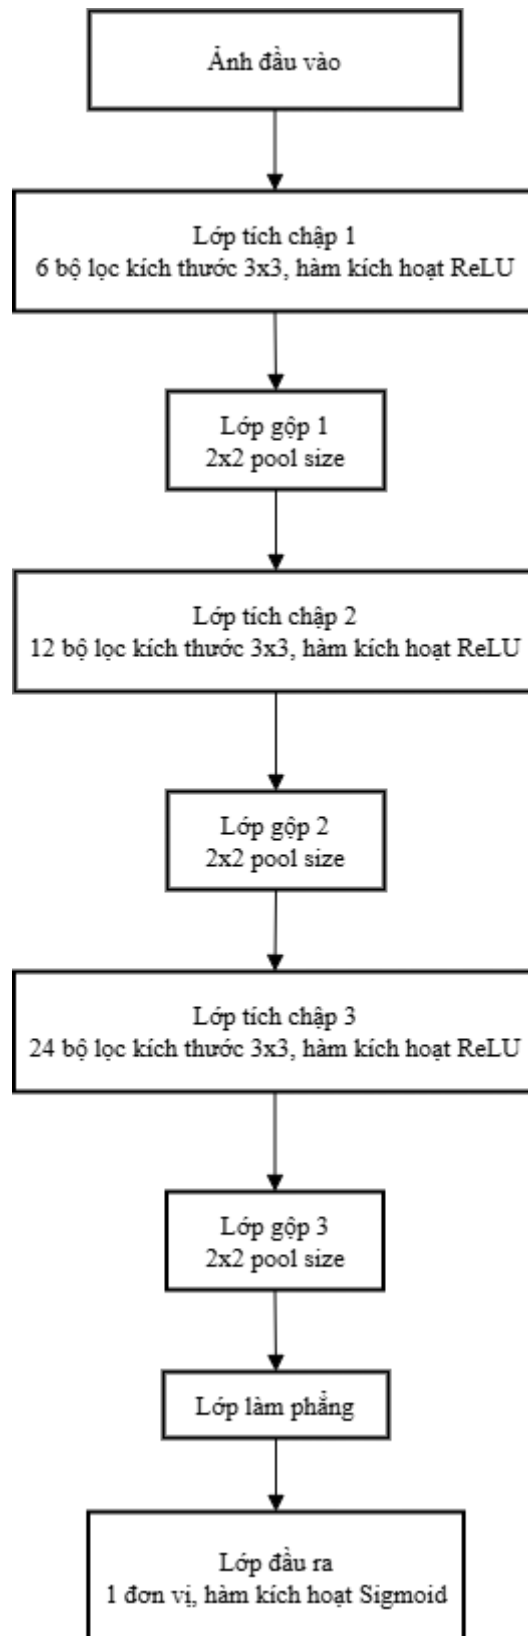 Ảnh đầu vào
Lớp tích chập 1
6 bộ lọc kích thước 3x3, hàm kích hoạt ReLU
Lớp gộp 1
2x2 pool size
Lớp tích chập 2
12 bộ lọc kích thước 3x3, hàm kích hoạt ReLU
Lớp gộp 2
2x2 pool size
Lớp tích chập 3
24 bộ lọc kích thước 3x3, hàm kích hoạt ReLU
Lớp gộp 3
2x2 pool size
Lớp làm phẳng
Lớp đầu ra
1 đơn vị, hàm kích hoạt Sigmoid